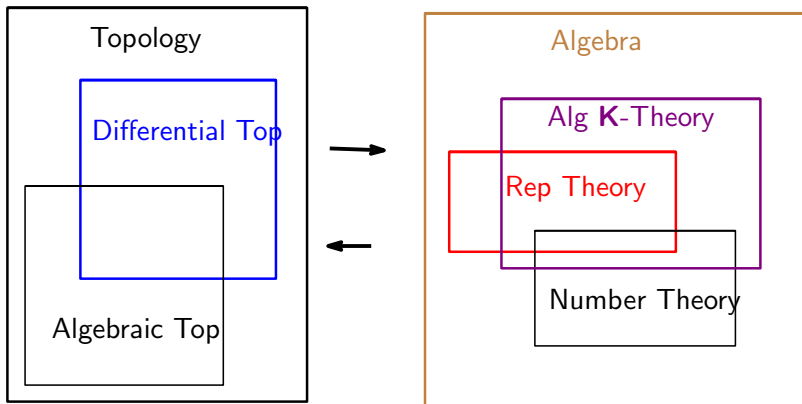 Topology
Differential Top
Algebraic Top
Algebra
Alg K-Theory
Rep Theory
Number Theory